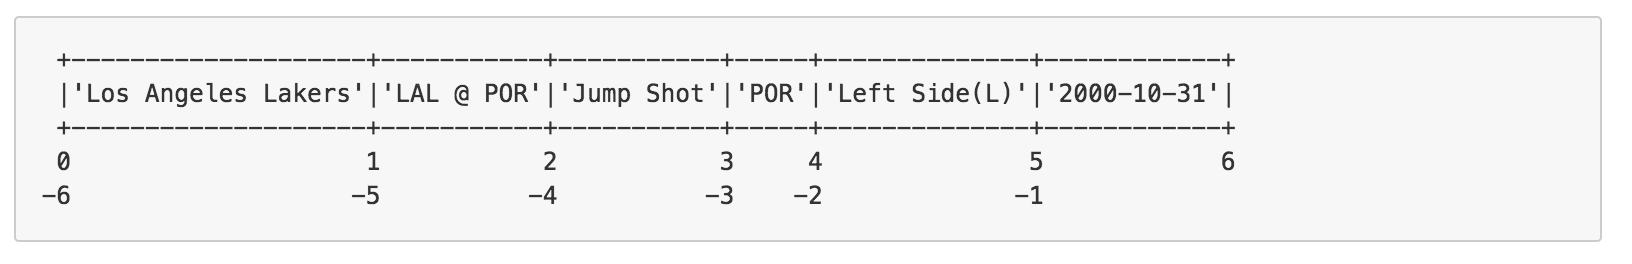 +--------------------+-----------+-----------+-----+--------------+------------+
|'Los Angeles Lakers'|'LAL @ POR'|'Jump Shot'|'POR'|'Left Side(L)'|'2000-10-31'|
+--------------------+-----------+-----------+-----+--------------+------------+
0                    1           2           3     4              5            6
-6                   -5          -4          -3    -2             -1